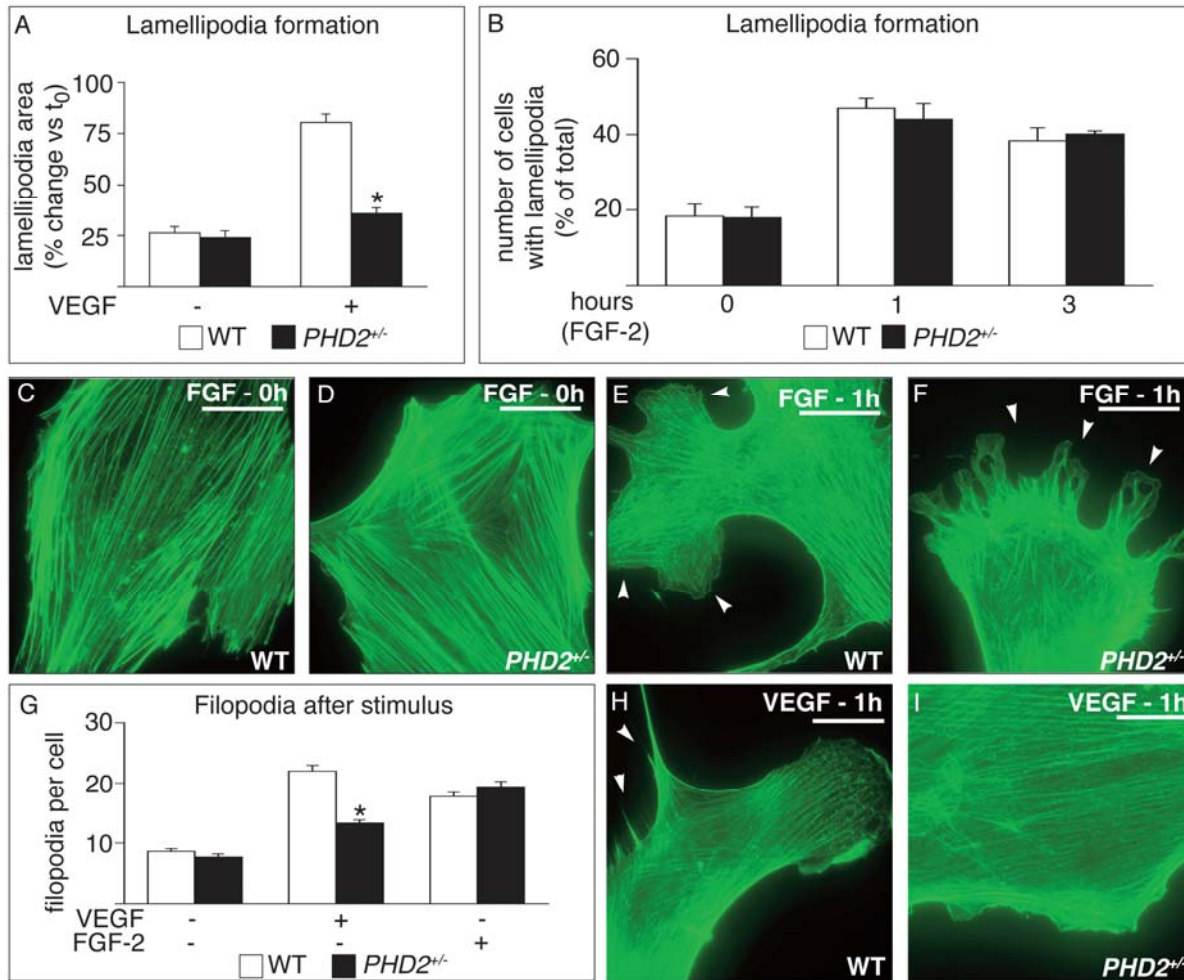 A
Lamellipodia formation
lamellipodia area
(% change vs t0)
100
75
50
25
*
VEGF - +
WT PHD2+/-
B
Lamellipodia formation
number of cells
with lamellipodia
(% of total)
60
40
20
hours 0 1 3
(FGF-2)
WT PHD2+/-
C
FGF - 0h
WT
D
FGF - 0h
PHD2+/-
E
FGF - 1h
WT
F
FGF - 1h
PHD2+/-
G
Filopodia after stimulus
filopodia per cell
30
20
10
*
VEGF - + -
FGF-2 - - +
WT PHD2+/-
H
VEGF - 1h
WT
I
VEGF - 1h
PHD2+/-